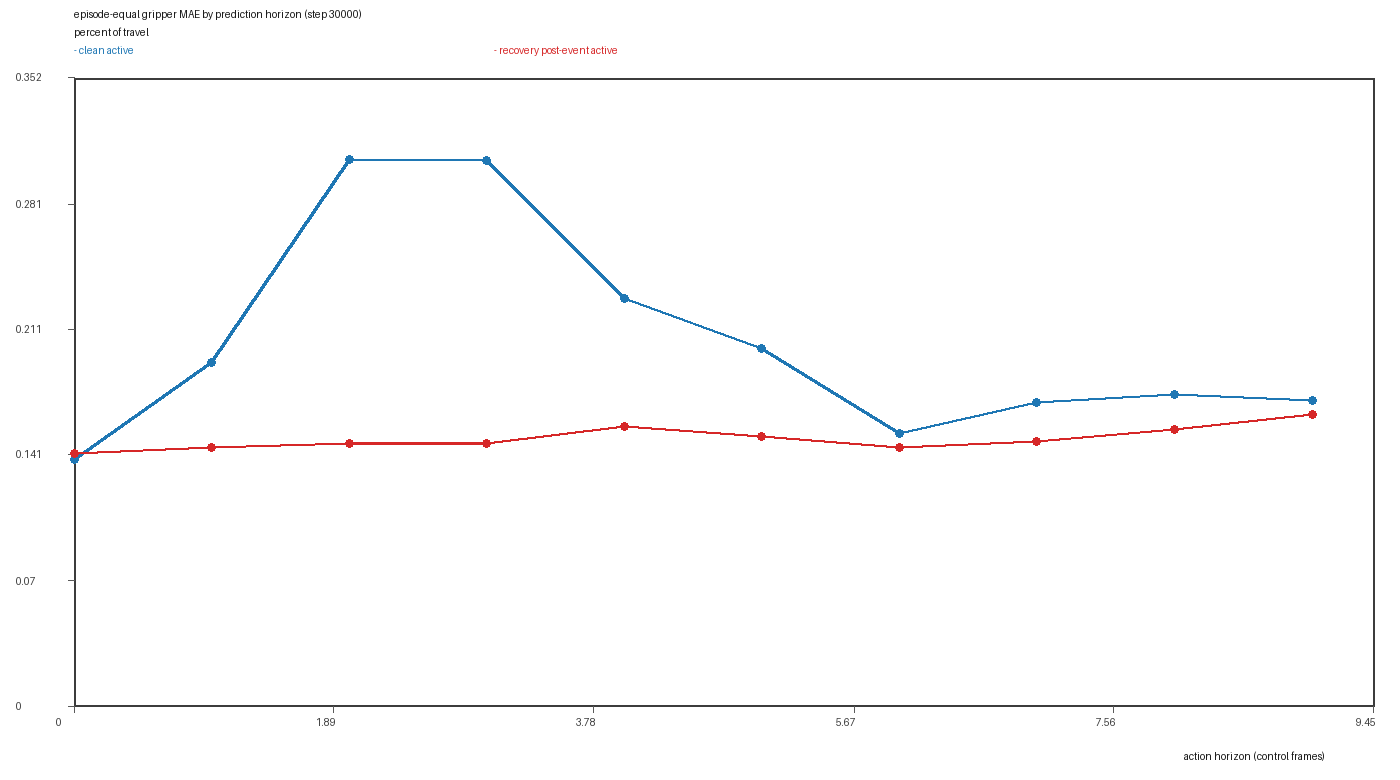 episode-equal gripper MAE by prediction horizon (step 30000)
percent of travel
- clean active
- recovery post-event active
0.352
0.281
0.211
0.141
0.07
0
0 1.89 3.78 5.67 7.56 9.45
action horizon (control frames)